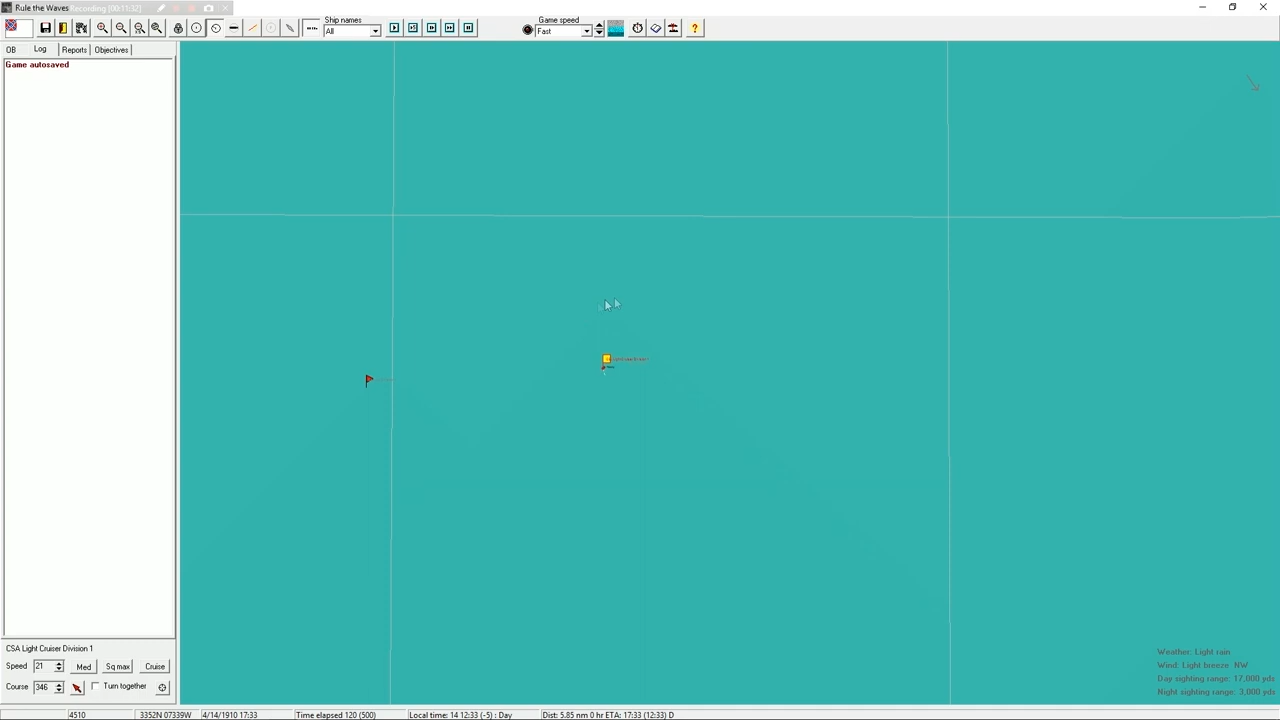 Rule the Waves
Recording [00:11:32]
Ship names
All
Game speed
Fast
OB
Log
Reports
Objectives
Game autosaved
CSA Light Cruiser Division 1
Speed 21 Med Sq max Cruise
Course 346 Turn together
Weather: Light rain
Wind: Light breeze NW
Day sighting range: 17,000 yds
Night sighting range: 3,000 yds
4510 3352N 07339W 4/14/1910 17:33 Time elapsed 120 (500) Local time: 14 12:33 (-5) : Day Dist: 5.85 nm 0 hr ETA: 17:33 (12:33) D